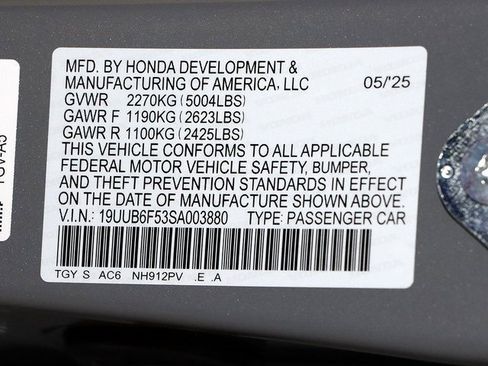 MFD. BY HONDA DEVELOPMENT &
MANUFACTURING OF AMERICA, LLC 05/'25
GVWR 2270KG (5004LBS)
GAWR F 1190KG (2623LBS)
GAWR R 1100KG (2425LBS)
THIS VEHICLE CONFORMS TO ALL APPLICABLE
FEDERAL MOTOR VEHICLE SAFETY, BUMPER,
AND THEFT PREVENTION STANDARDS IN EFFECT
ON THE DATE OF MANUFACTURE SHOWN ABOVE.
V.I.N.: 19UUB6F53SA003880 TYPE: PASSENGER CAR
TGY S AC6 NH912PV .E .A